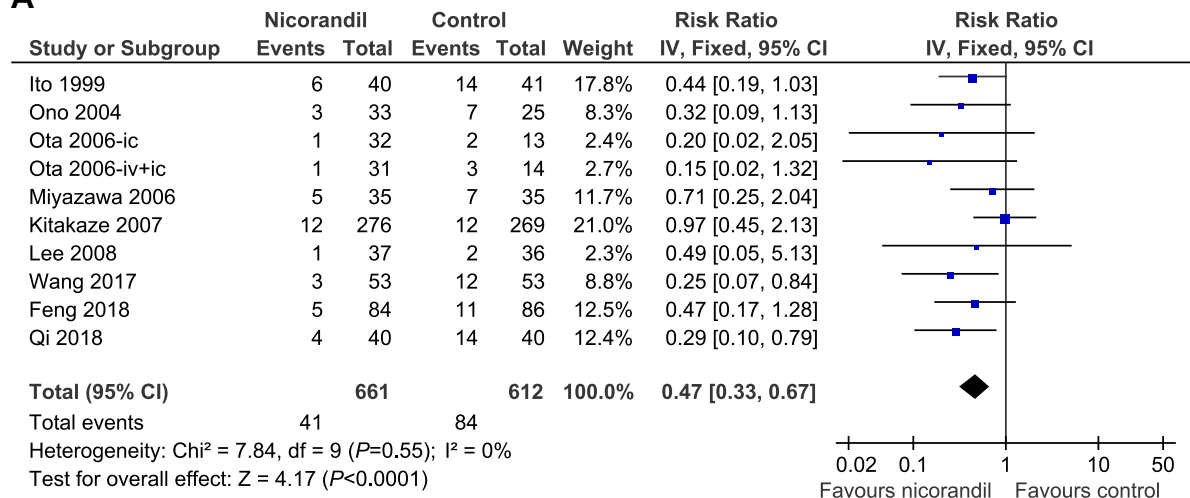 A
Nicorandil Control Risk Ratio Risk Ratio
Study or Subgroup Events Total Events Total Weight IV, Fixed, 95% CI IV, Fixed, 95% CI
Ito 1999 6 40 14 41 17.8% 0.44 [0.19, 1.03]
Ono 2004 3 33 7 25 8.3% 0.32 [0.09, 1.13]
Ota 2006-ic 1 32 2 13 2.4% 0.20 [0.02, 2.05]
Ota 2006-iv+ic 1 31 3 14 2.7% 0.15 [0.02, 1.32]
Miyazawa 2006 5 35 7 35 11.7% 0.71 [0.25, 2.04]
Kitakaze 2007 12 276 12 269 21.0% 0.97 [0.45, 2.13]
Lee 2008 1 37 2 36 2.3% 0.49 [0.05, 5.13]
Wang 2017 3 53 12 53 8.8% 0.25 [0.07, 0.84]
Feng 2018 5 84 11 86 12.5% 0.47 [0.17, 1.28]
Qi 2018 4 40 14 40 12.4% 0.29 [0.10, 0.79]
Total (95% CI) 661 612 100.0% 0.47 [0.33, 0.67]
Total events 41 84
Heterogeneity: Chi² = 7.84, df = 9 (P=0.55); I² = 0%
Test for overall effect: Z = 4.17 (P<0.0001)
0.02 0.1 1 10 50
Favours nicorandil Favours control